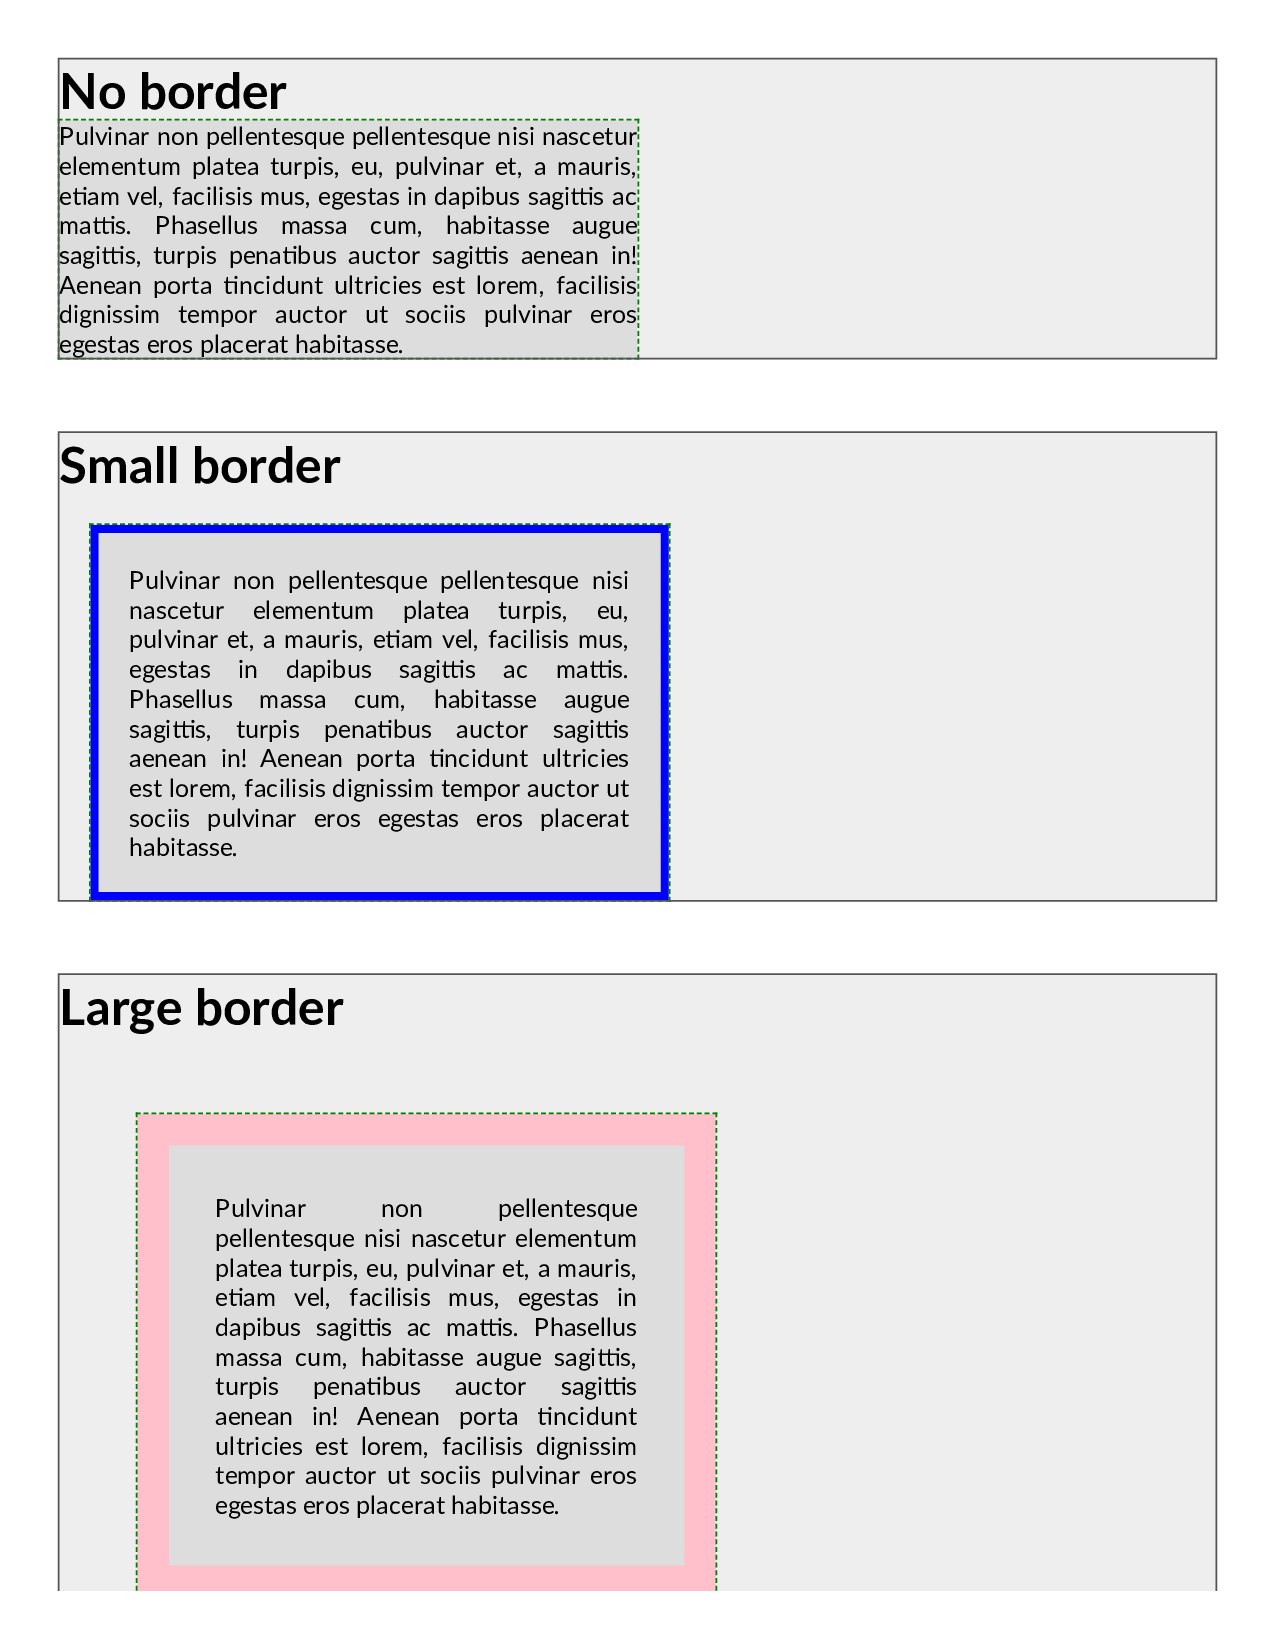 No border
Pulvinar non pellentesque pellentesque nisi nascetur
elementum platea turpis, eu, pulvinar et, a mauris,
etiam vel, facilisis mus, egestas in dapibus sagittis ac
mattis. Phasellus massa cum, habitasse augue
sagittis, turpis penatibus auctor sagittis aenean in!
Aenean porta tincidunt ultricies est lorem, facilisis
dignissim tempor auctor ut sociis pulvinar eros
egestas eros placerat habitasse.
Small border
Pulvinar non pellentesque pellentesque nisi
nascetur elementum platea turpis, eu,
pulvinar et, a mauris, etiam vel, facilisis mus,
egestas in dapibus sagittis ac mattis.
Phasellus massa cum, habitasse augue
sagittis, turpis penatibus auctor sagittis
aenean in! Aenean porta tincidunt ultricies
est lorem, facilisis dignissim tempor auctor ut
sociis pulvinar eros egestas eros placerat
habitasse.
Large border
Pulvinar non pellentesque
pellentesque nisi nascetur elementum
platea turpis, eu, pulvinar et, a mauris,
etiam vel, facilisis mus, egestas in
dapibus sagittis ac mattis. Phasellus
massa cum, habitasse augue sagittis,
turpis penatibus auctor sagittis
aenean in! Aenean porta tincidunt
ultricies est lorem, facilisis dignissim
tempor auctor ut sociis pulvinar eros
egestas eros placerat habitasse.